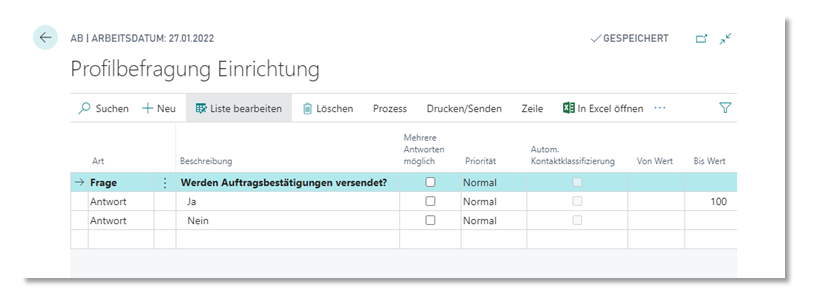 AB | ARBEITSDATUM: 27.01.2022
GESPEICHERT
Profilbefragung Einrichtung
Suchen Neu Liste bearbeiten Löschen Prozess Drucken/Senden Zeile In Excel öffnen ...
Mehrere
Antworten Autom.
Art Beschreibung möglich Priorität Kontaktklassifizierung Von Wert Bis Wert
Frage Werden Auftragsbestätigungen versendet? Normal
Antwort Ja Normal 100
Antwort Nein Normal